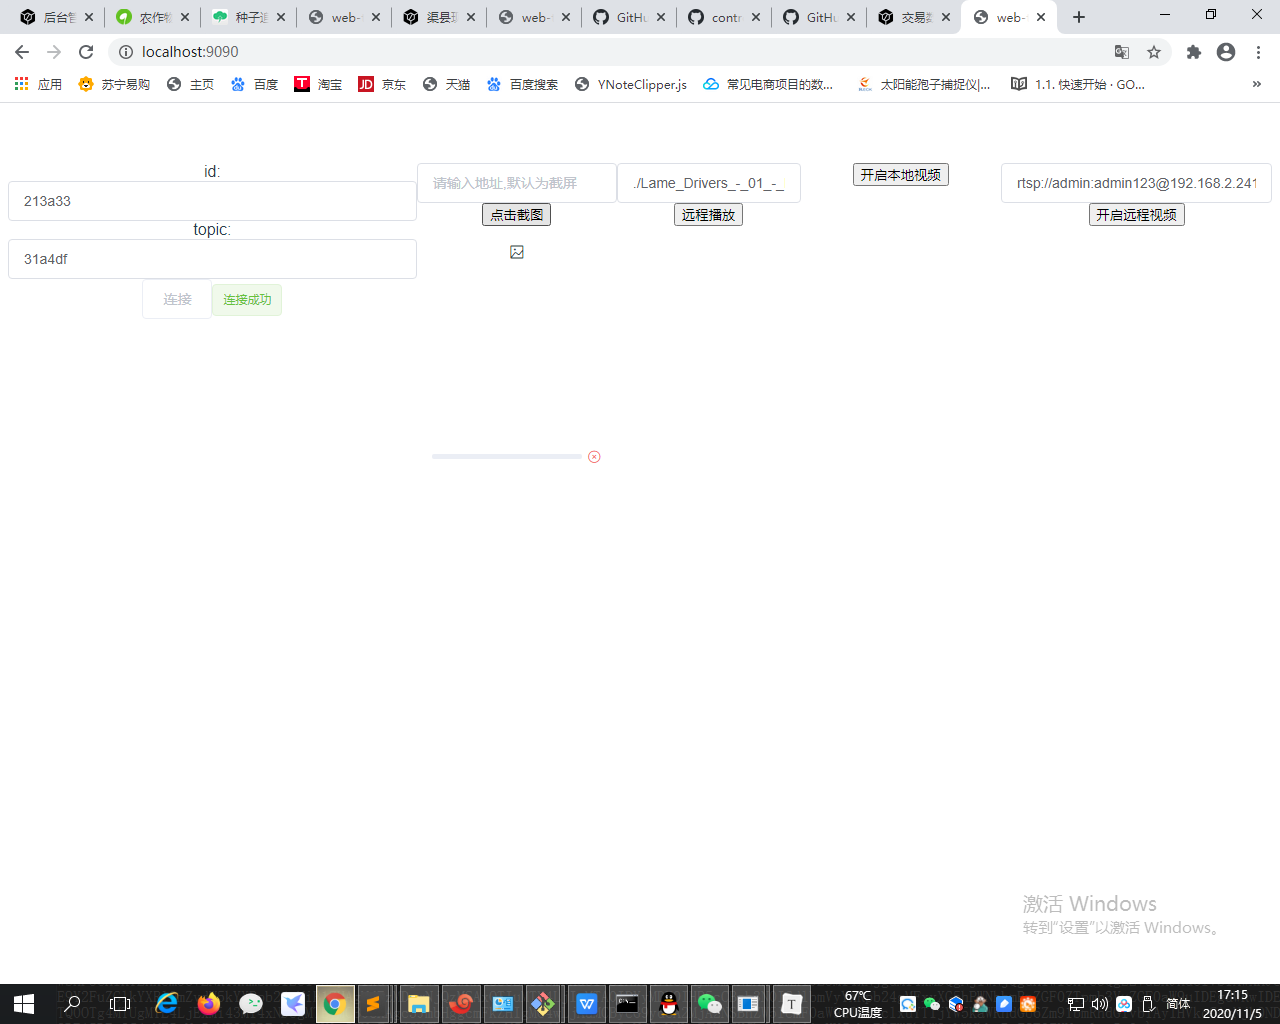 后台管
农作物
种子追
web-
渠县现
web-
GitHu
contr
GitHu
交易数
web-
localhost:9090
应用
苏宁易购
主页
百度
淘宝
京东
天猫
百度搜索
YNoteClipper.js
常见电商项目的数...
太阳能孢子捕捉仪|...
1.1. 快速开始 · GO...
»
id:
213a33
topic:
31a4df
连接
连接成功
请输入地址,默认为截屏
点击截图
./Lame_Drivers_-_01_-_
远程播放
开启本地视频
rtsp://admin:admin123@192.168.2.241
开启远程视频
激活 Windows
转到“设置”以激活 Windows。
67℃
CPU温度
简体
17:15
2020/11/5